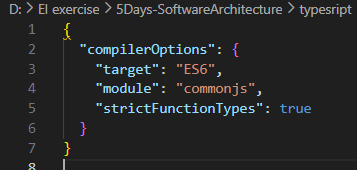 D: > EI exercise > 5Days-SoftwareArchitecture > typesript
1 {
2 "compilerOptions": {
3 "target": "ES6",
4 "module": "commonjs",
5 "strictFunctionTypes": true
6 }
7 }
8